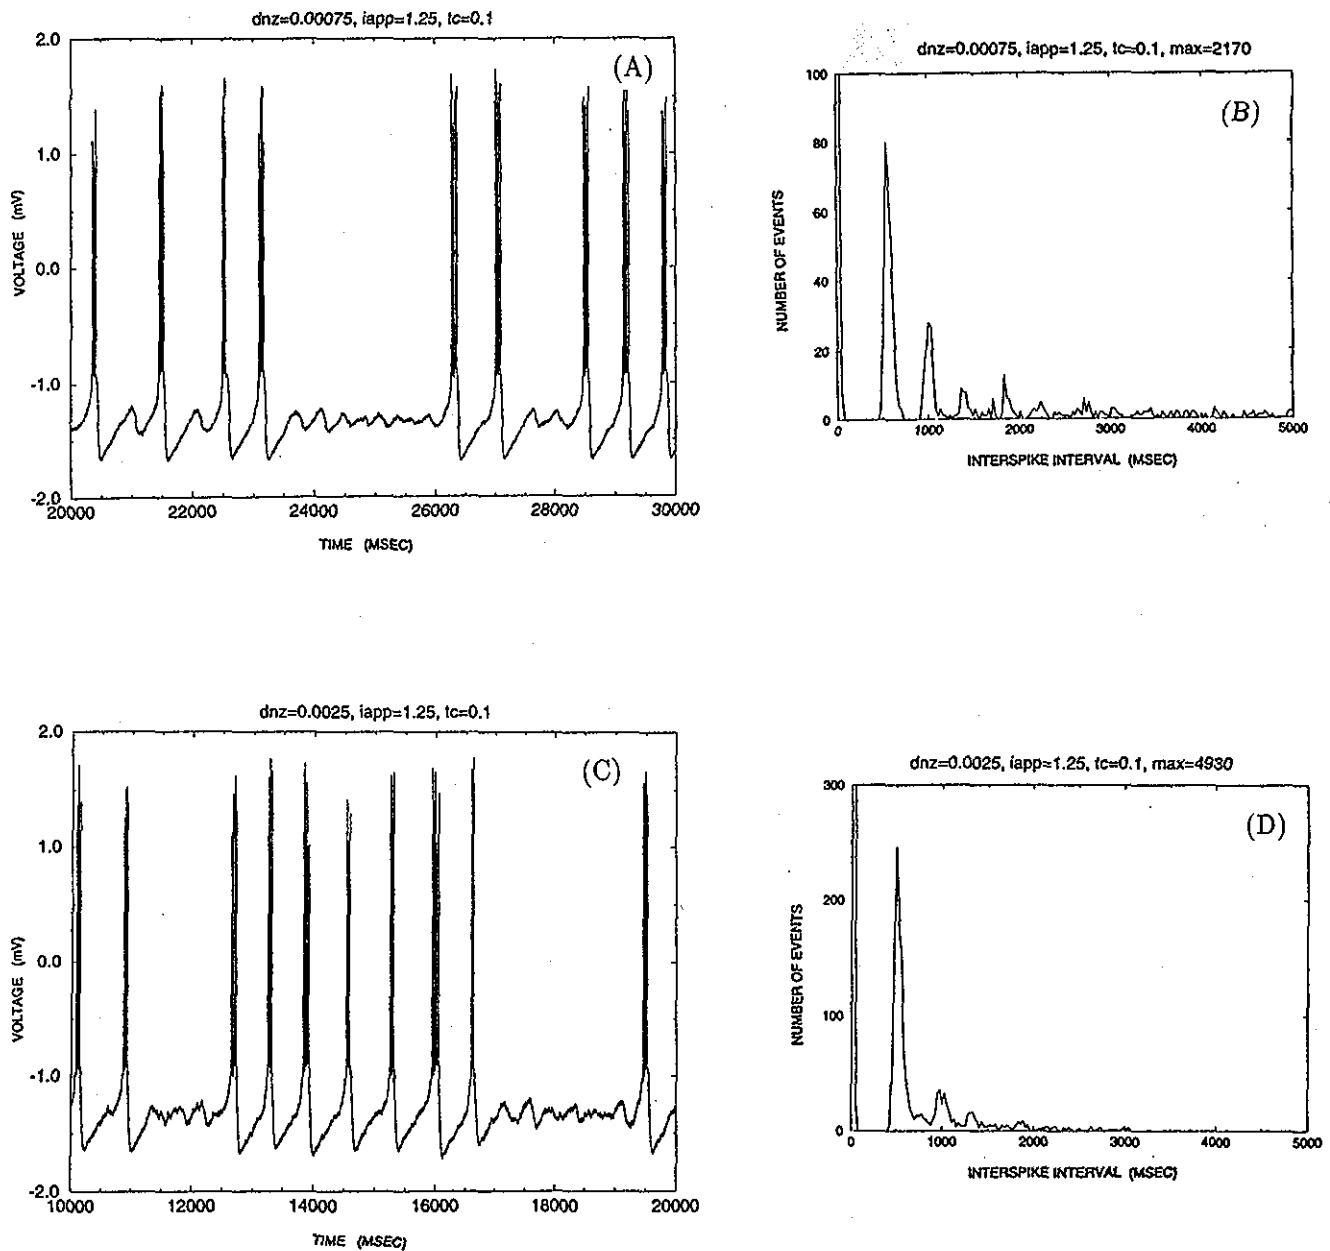 dnz=0.00075, iapp=1.25, tc=0.1
(A)
2.0
1.0
0.0
-1.0
-2.0
VOLTAGE (mV)
20000 22000 24000 26000 28000 30000
TIME (MSEC)
dnz=0.00075, iapp=1.25, tc=0.1, max=2170
(B)
100
80
60
40
20
0
NUMBER OF EVENTS
0 1000 2000 3000 4000 5000
INTERSPIKE INTERVAL (MSEC)
dnz=0.0025, iapp=1.25, tc=0.1
(C)
2.0
1.0
0.0
-1.0
-2.0
VOLTAGE (mV)
10000 12000 14000 16000 18000 20000
TIME (MSEC)
dnz=0.0025, iapp=1.25, tc=0.1, max=4930
(D)
300
200
100
0
NUMBER OF EVENTS
0 1000 2000 3000 4000 5000
INTERSPIKE INTERVAL (MSEC)